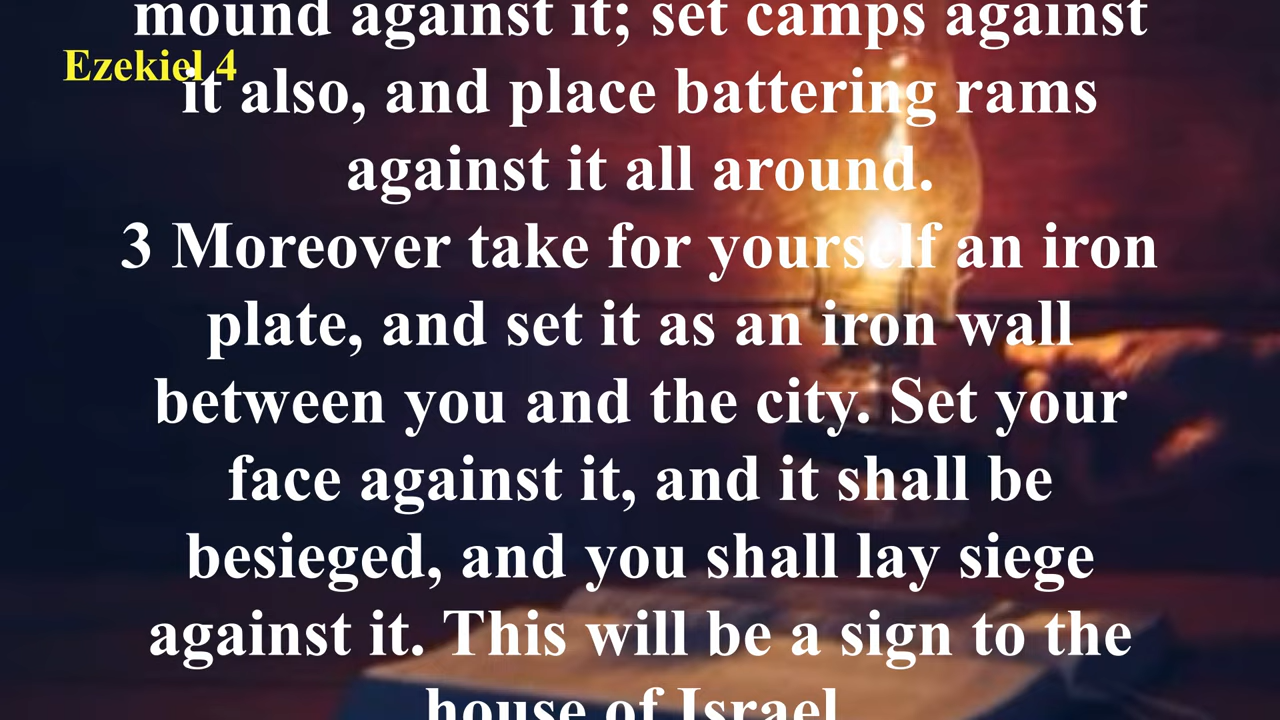 mound against it; set camps against
Ezekiel 4
it also, and place battering rams
against it all around.
3 Moreover take for yourself an iron
plate, and set it as an iron wall
between you and the city. Set your
face against it, and it shall be
besieged, and you shall lay siege
against it. This will be a sign to the
house of Israel